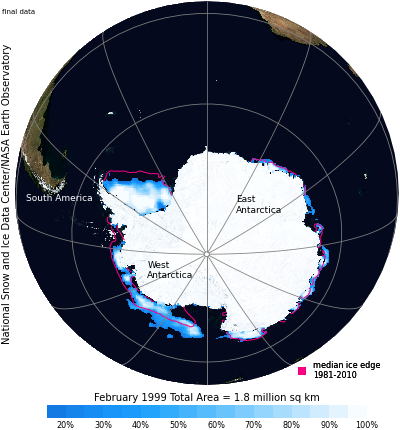 final data
National Snow and Ice Data Center/NASA Earth Observatory
South America
East
Antarctica
West
Antarctica
median ice edge
1981-2010
February 1999 Total Area = 1.8 million sq km
20% 30% 40% 50% 60% 70% 80% 90% 100%